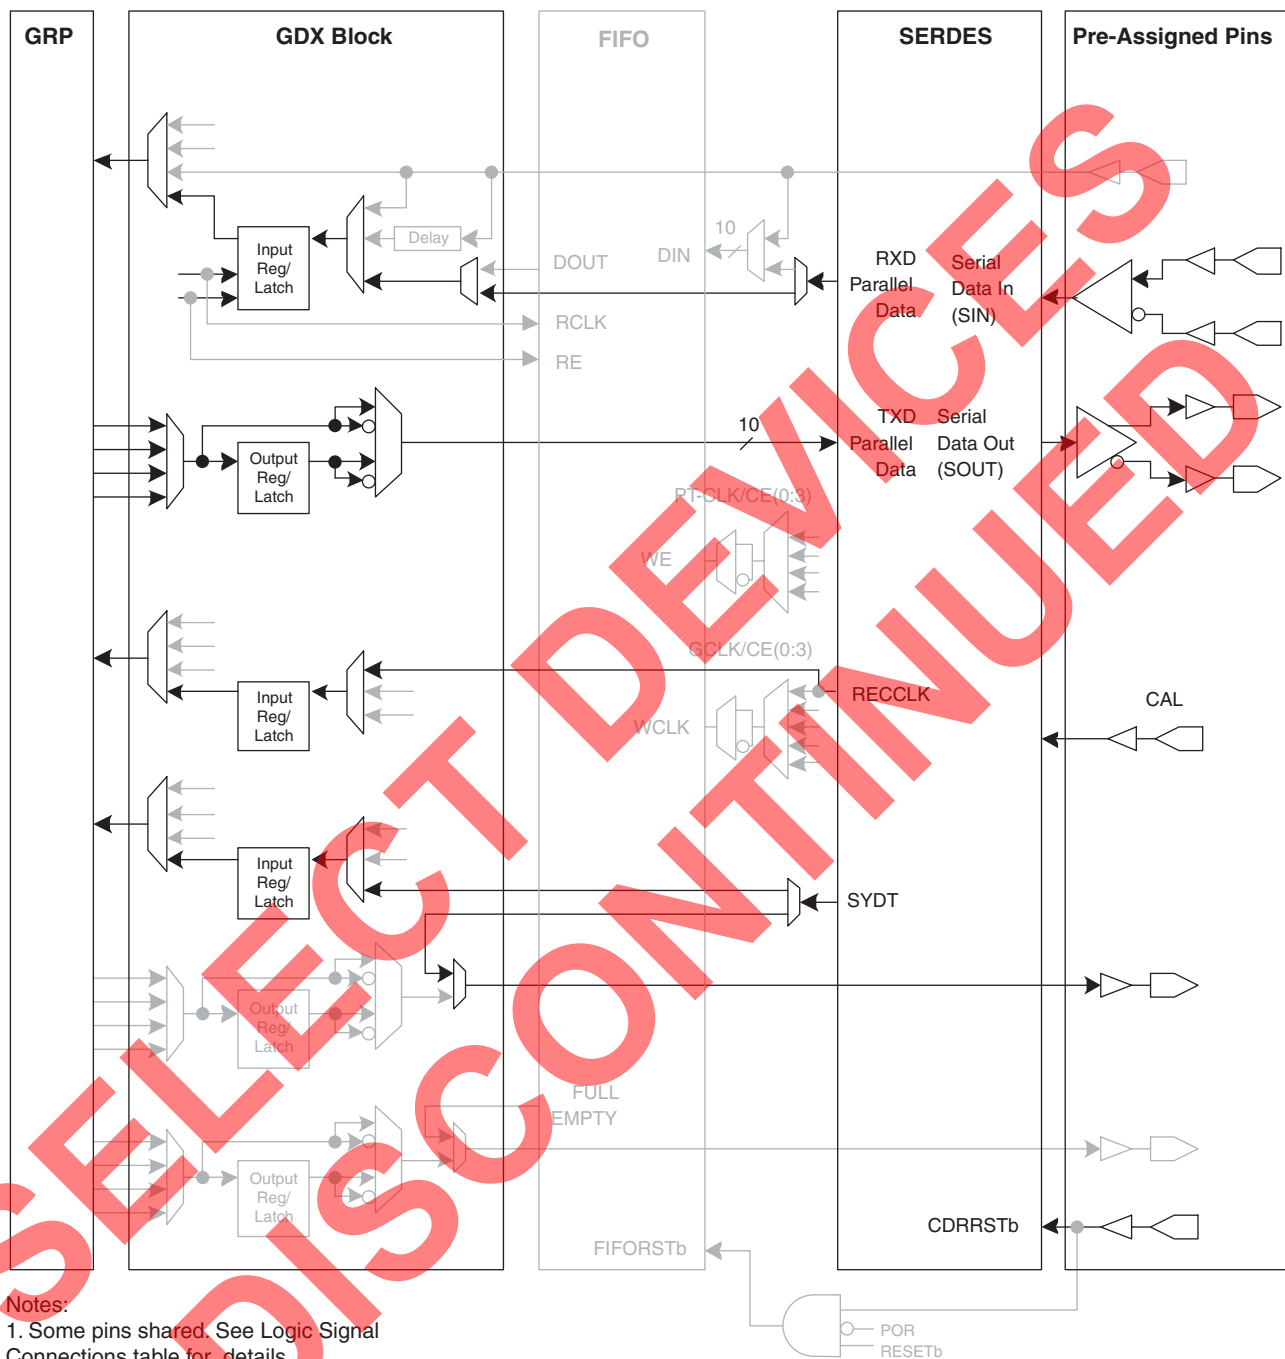 GRP
GDX Block
FIFO
SERDES
Pre-Assigned Pins
Input
Reg/
Latch
Delay
DOUT
DIN
10
RCLK
RE
RXD
Parallel
Data
Serial
Data In
(SIN)
Output
Reg/
Latch
10
TXD
Parallel
Data
Serial
Data Out
(SOUT)
PT-CLK/CE(0:3)
WE
GCLK/CE(0:3)
WCLK
RECCLK
CAL
Input
Reg/
Latch
Input
Reg/
Latch
SYDT
Output
Reg/
Latch
FULL
EMPTY
Output
Reg/
Latch
CDRRSTb
FIFORSTb
POR
RESETb
Notes:
1. Some pins shared. See Logic Signal
Connections table for details
SELECT DEVICES
DISCONTINUED